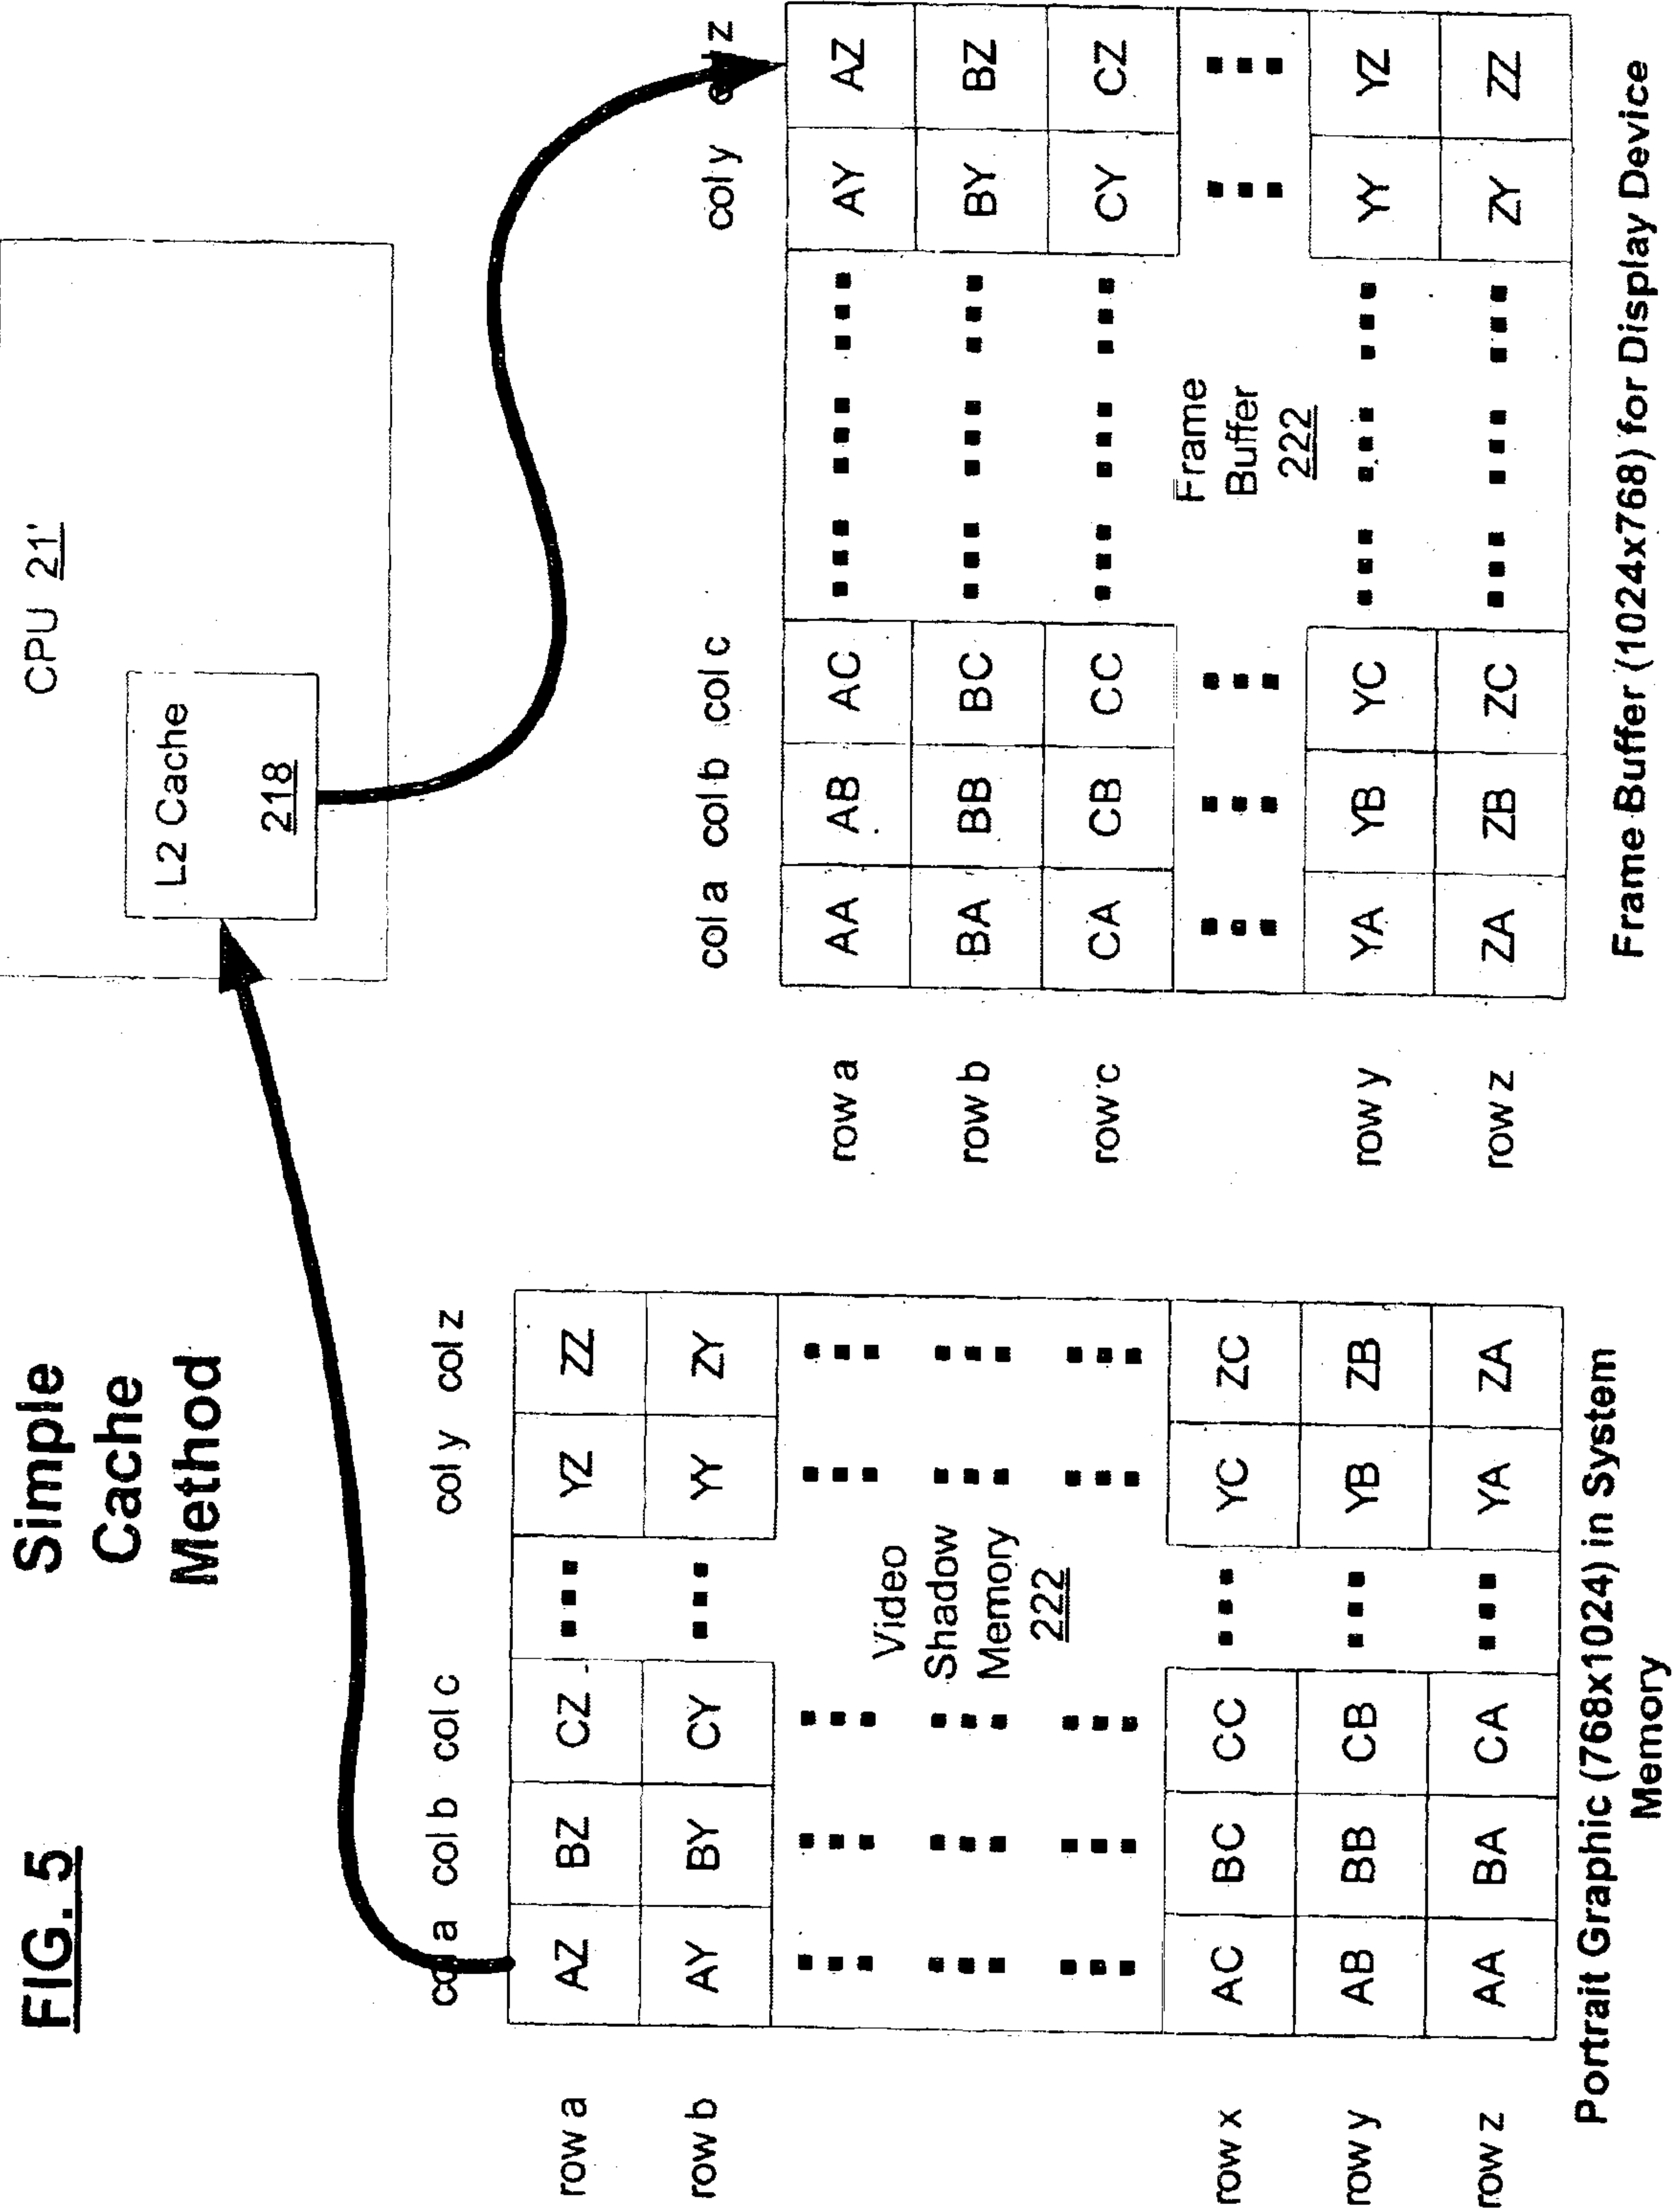 FIG. 5
Simple
Cache
Method
CPU 21'
L2 Cache
218
col b col c col y col z
row a AZ BZ CZ YZ ZZ
row b AY BY CY YY ZY
Video
Shadow
Memory
222
row x AC BC CC YC ZC
row y AB BB CB YB ZB
row z AA BA CA YA ZA
Portrait Graphic (768x1024) in System
Memory
col a col b col c col y
row a AA AB AC AY AZ
row b BA BB BC BY BZ
row c CA CB CC CY CZ
Frame
Buffer
222
row y YA YB YC YY YZ
row z ZA ZB ZC ZY ZZ
Frame Buffer (1024x768) for Display Device